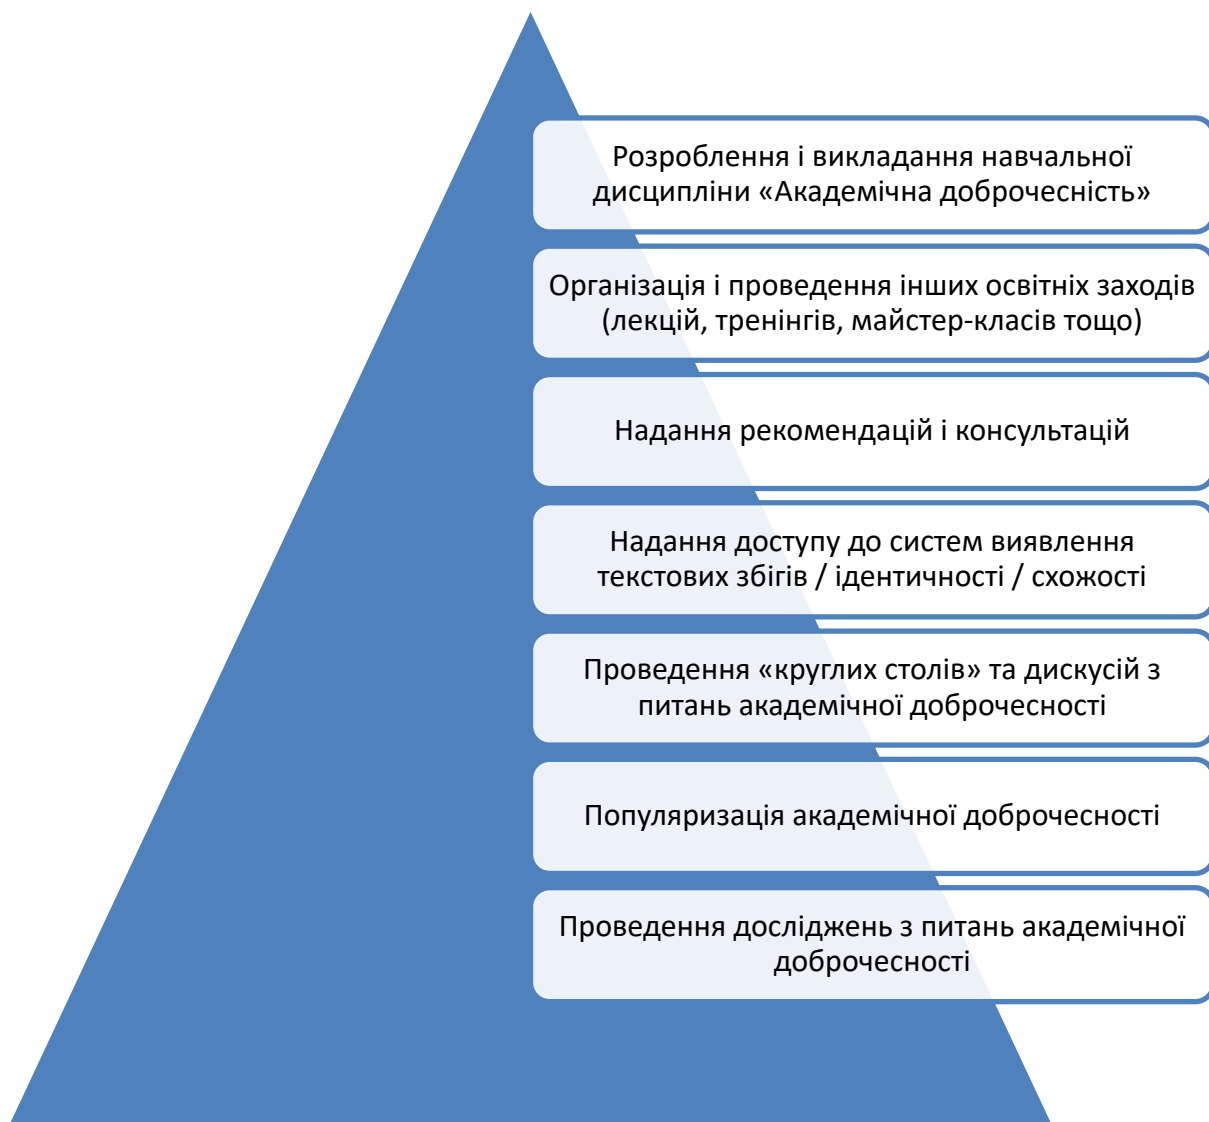 Розроблення і викладання навчальної
дисципліни «Академічна доброчесність»
Організація і проведення інших освітніх заходів
(лекцій, тренінгів, майстер-класів тощо)
Надання рекомендацій і консультацій
Надання доступу до систем виявлення
текстових збігів / ідентичності / схожості
Проведення «круглих столів» та дискусій з
питань академічної доброчесності
Популяризація академічної доброчесності
Проведення досліджень з питань академічної
доброчесності